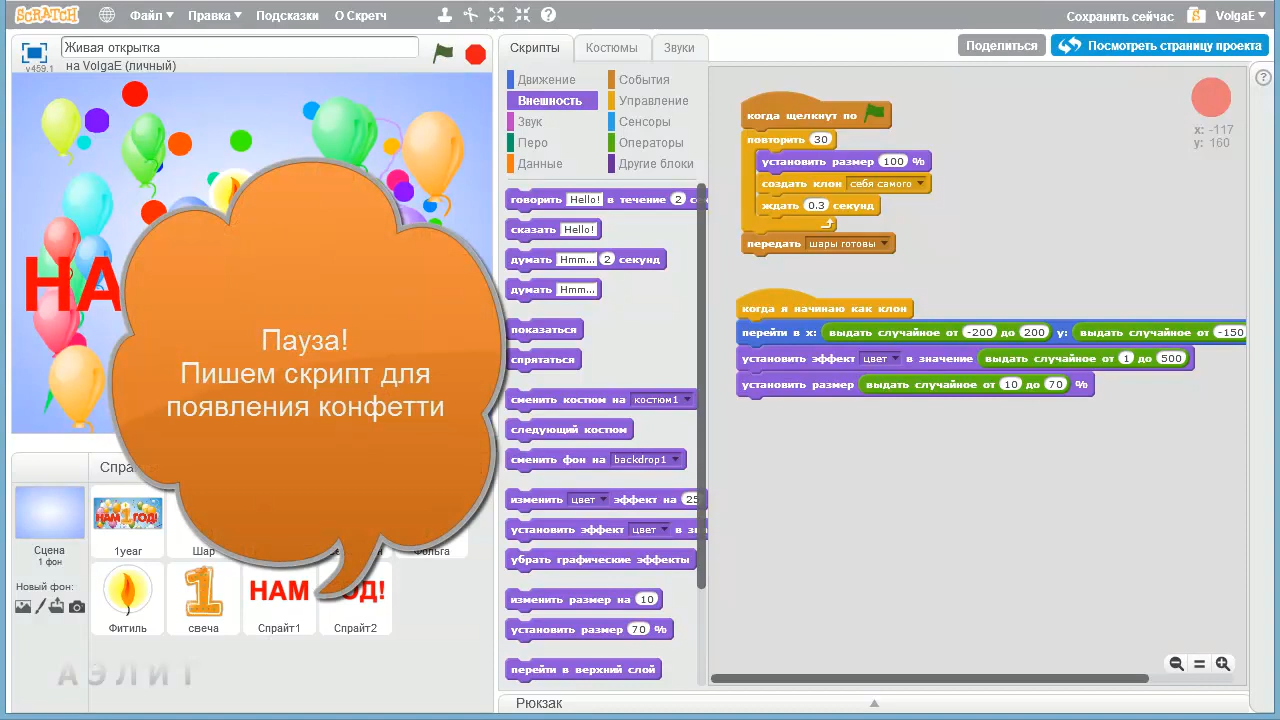 SCRATCH
Файл
Правка
Подсказки
О Скретч
Сохранить сейчас
VolgaE
Живая открытка
v459.1
на VolgaE (личный)
Скрипты
Костюмы
Звуки
Поделиться
Посмотреть страницу проекта
Движение
События
Внешность
Управление
Звук
Сенсоры
Перо
Операторы
Данные
Другие блоки
говорить Hello! в течение 2
сказать Hello!
думать Hmm... 2 секунд
думать Hmm...
показаться
спрятаться
сменить костюм на костюм1
следующий костюм
сменить фон на backdrop1
изменить цвет эффект на 25
установить эффект цвет в
убрать графические эффекты
изменить размер на 10
установить размер 70 %
перейти в верхний слой
когда щелкнут по
повторить 30
установить размер 100 %
создать клон себя самого
ждать 0.3 секунд
передать шары готовы
x: -117
y: 160
когда я начинаю как клон
перейти в x: выдать случайное от -200 до 200 у: выдать случайное от -150
установить эффект цвет в значение выдать случайное от 1 до 500
установить размер выдать случайное от 10 до 70 %
НА
Пауза!
Пишем скрипт для
появления конфетти
Сцена
1 фон
Новый фон:
НАМ 1 ГОД!
1year
Шар
Фольга
Фитиль
свеча
НАМ
Спрайт1
ОД!
Спрайт2
АЭЛИТ
Рюкзак